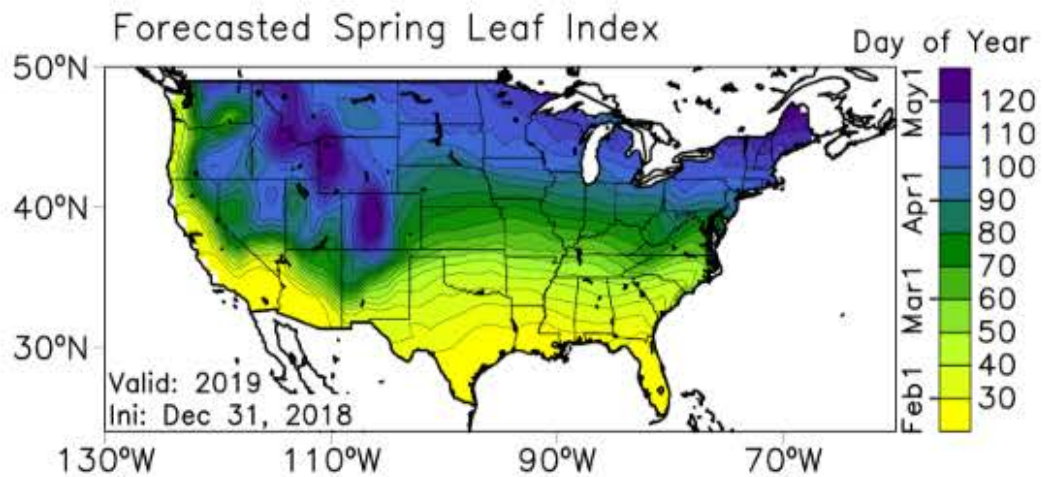 Forecasted Spring Leaf Index
Day of Year
50°N
40°N
30°N
Valid: 2019
Ini: Dec 31, 2018
130°W
110°W
90°W
70°W
May1
Apr1
Mar1
Feb1
120
110
100
90
80
70
60
50
40
30